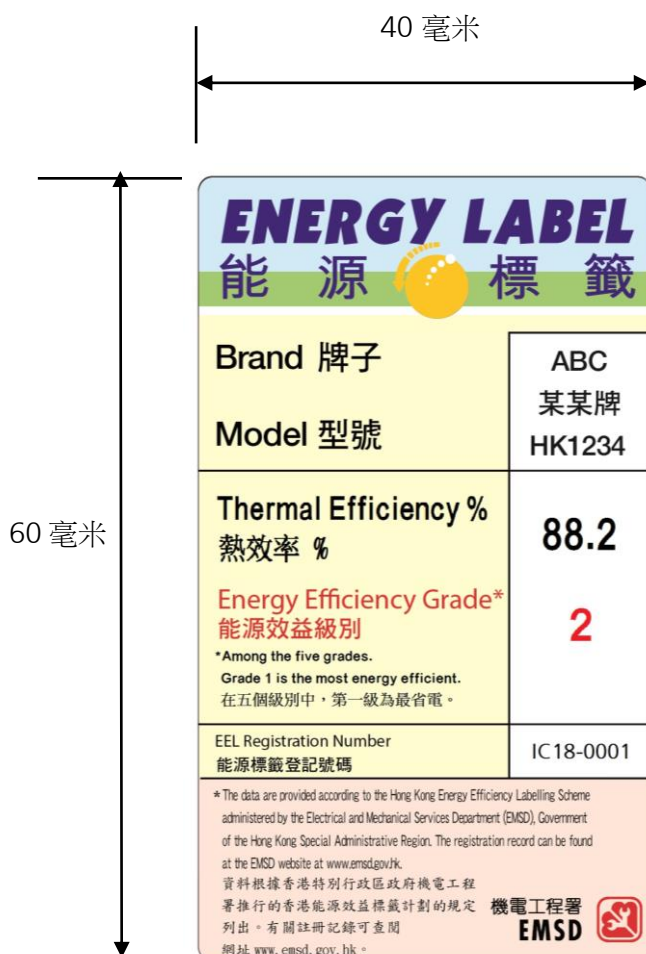 40 毫米
60 毫米
ENERGY LABEL
能源標籤
Brand 牌子
ABC
某某牌
Model 型號
HK1234
Thermal Efficiency %
熱效率 %
88.2
Energy Efficiency Grade*
能源效益級別
2
*Among the five grades.
Grade 1 is the most energy efficient.
在五個級別中，第一級為最省電。
EEL Registration Number
能源標籤登記號碼
IC18-0001
* The data are provided according to the Hong Kong Energy Efficiency Labelling Scheme
administered by the Electrical and Mechanical Services Department (EMSD), Government
of the Hong Kong Special Administrative Region. The registration record can be found
at the EMSD website at www.emsd.gov.hk.
資料根據香港特別行政區政府機電工程
署推行的香港能源效益標籤計劃的規定
列出。有關註冊記錄可查閱
網址 www.emsd.gov.hk。
機電工程署
EMSD